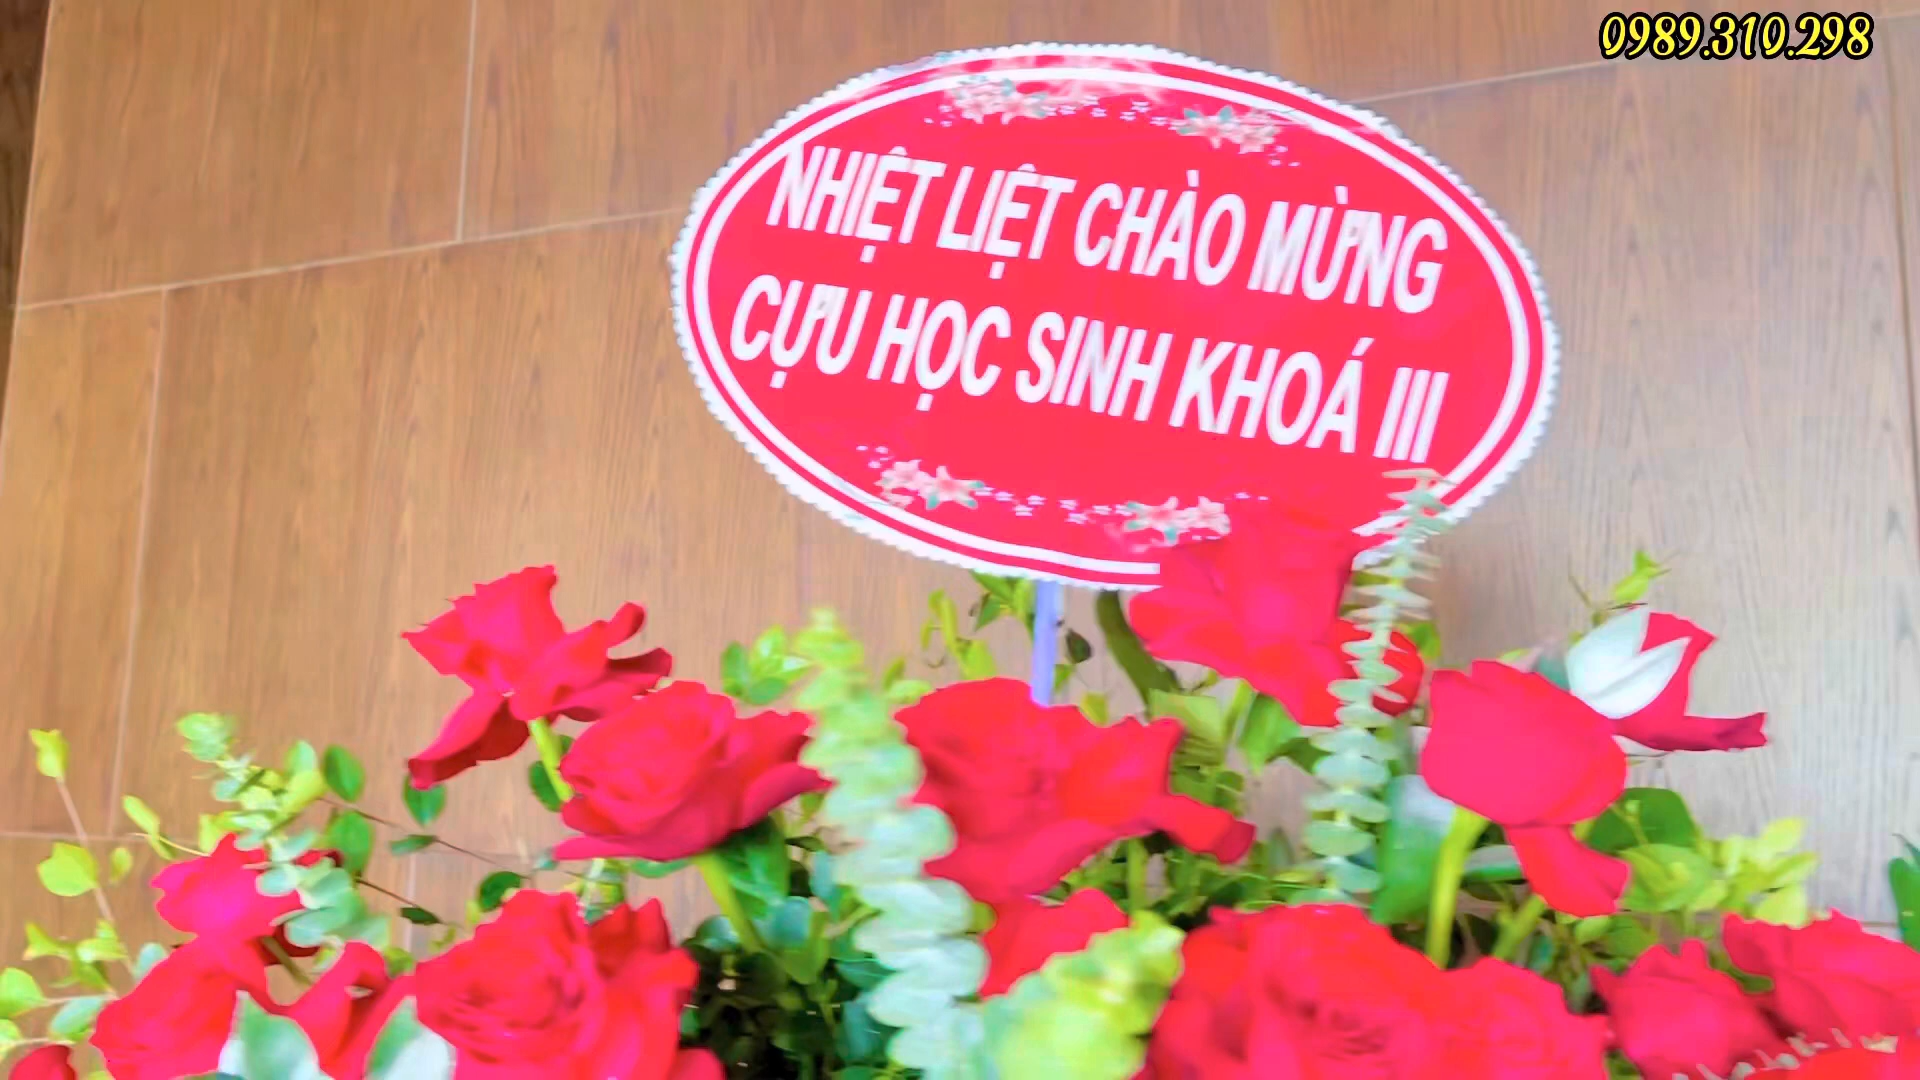 0989.310.298
NHIỆT LIỆT CHÀO MỪNG
CỰU HỌC SINH KHOÁ III